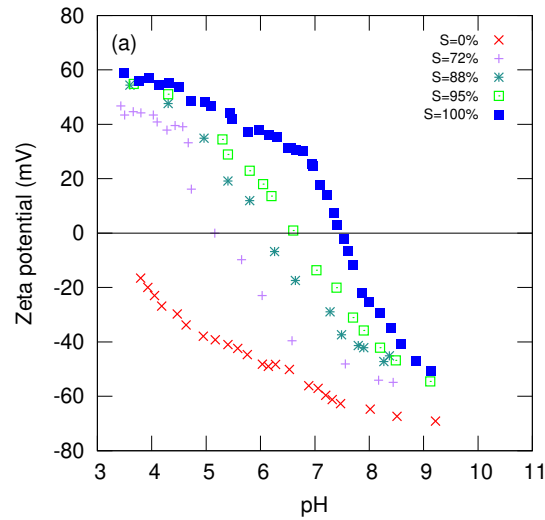 (a)
S=0%
S=72%
S=88%
S=95%
S=100%
80
60
40
20
0
-20
-40
-60
-80
Zeta potential (mV)
3 4 5 6 7 8 9 10 11
pH